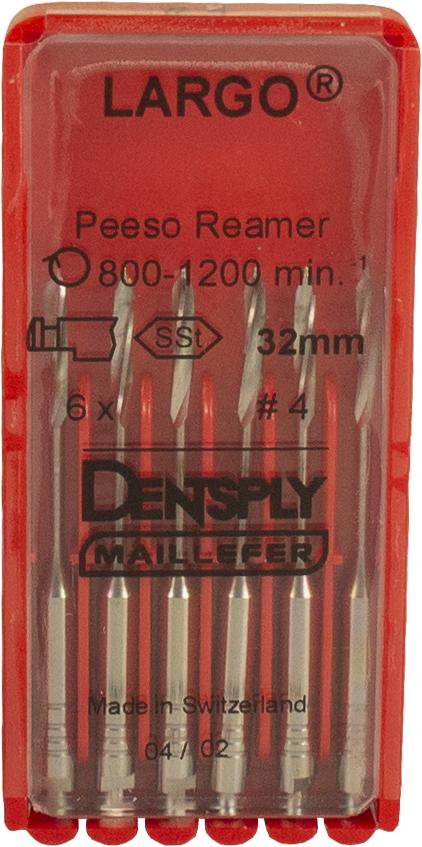 LARGO®
Peeso Reamer
800-1200 min.⁻¹
SSt 32mm
6 x # 4
DENTSPLY
MAILLEFER
Made in Switzerland
04 / 02